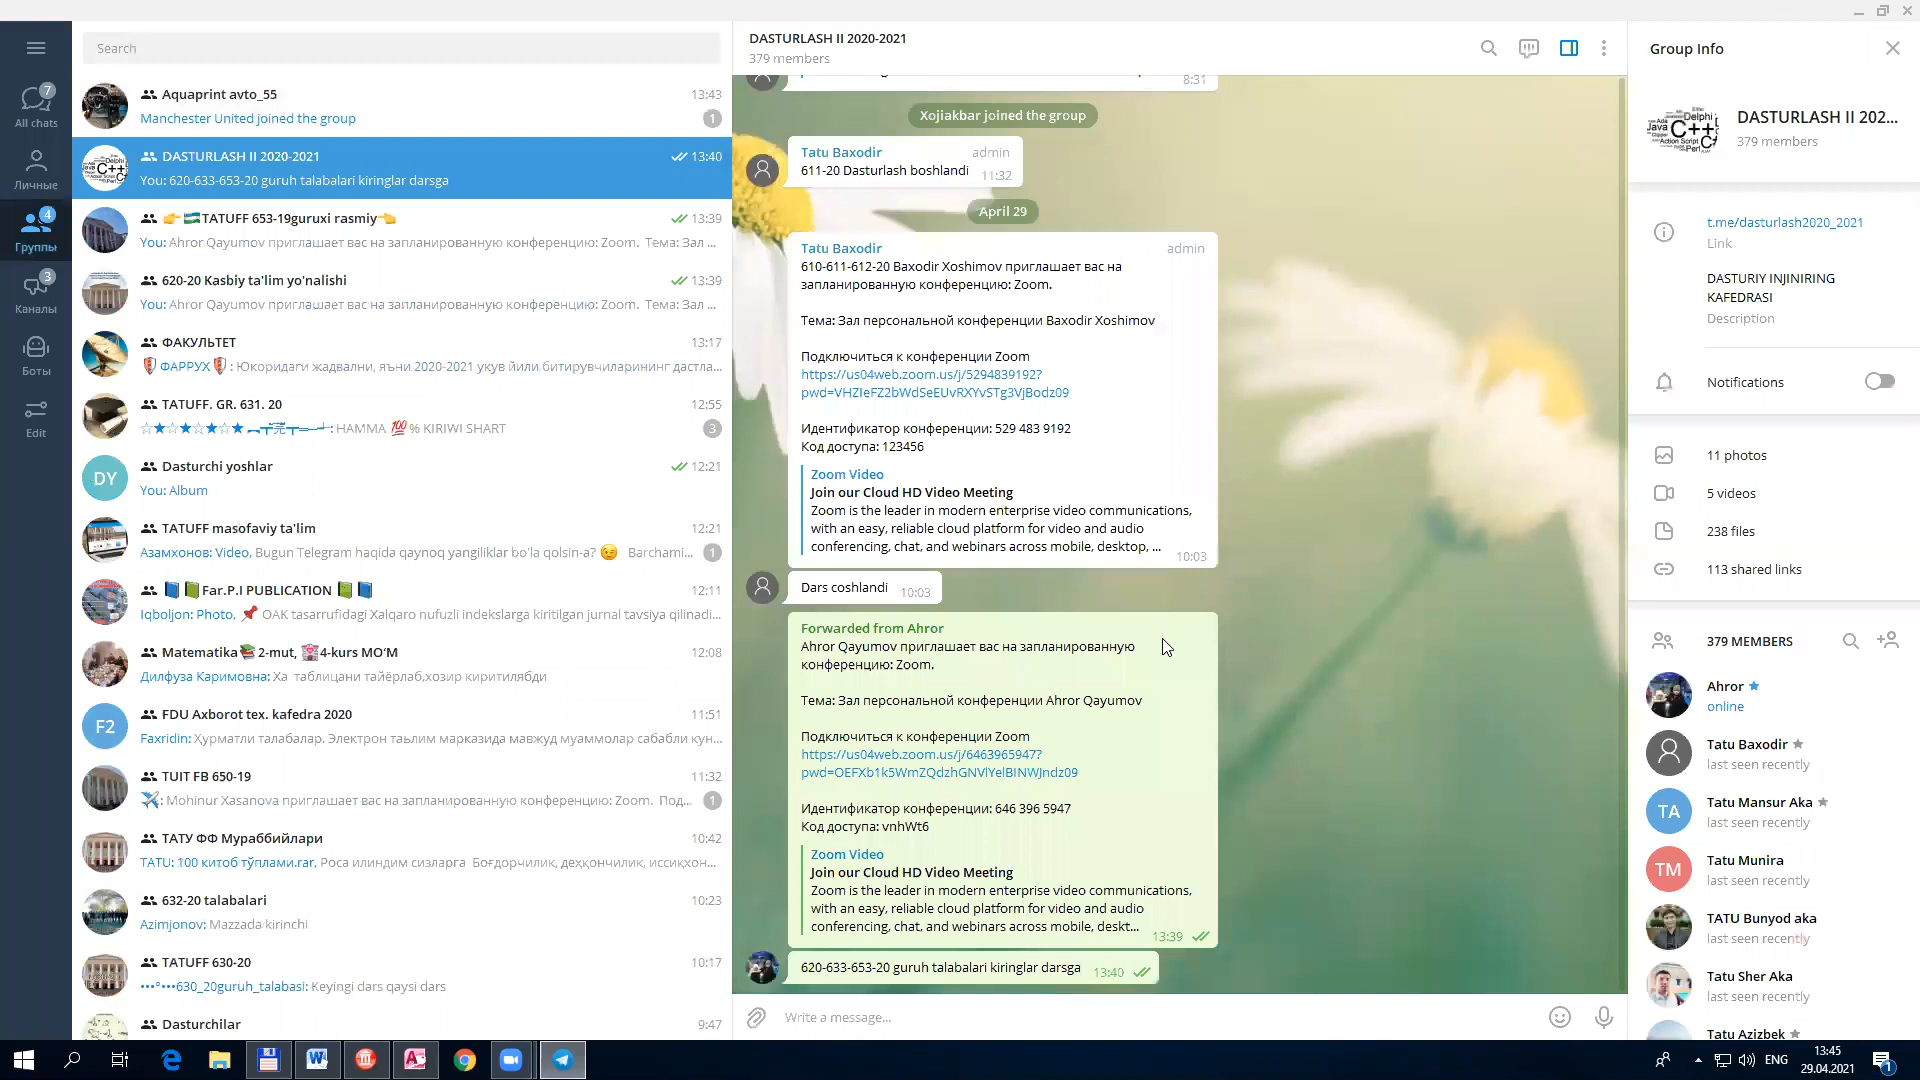 Search
Aquaprint avto_55
13:43
Manchester United joined the group
1
DASTURLASH II 2020-2021
13:40
You: 620-633-653-20 guruh talabalari kiringlar darsga
👉🇺🇿TATUFF 653-19guruxi rasmiy👈
13:39
You: Ahror Qayumov приглашает вас на запланированную конференцию: Zoom. Тема: Зал ...
620-20 Kasbiy ta'lim yo'nalishi
13:39
You: Ahror Qayumov приглашает вас на запланированную конференцию: Zoom. Тема: Зал ...
ФАКУЛЬТЕТ
13:17
ФАРРУХ : Юкоридаги жадвални, яъни 2020-2021 укув йили битирувчиларининг дастла...
TATUFF. GR. 631. 20
12:55
: HAMMA 💯% KIRIWI SHART
3
DY
Dasturchi yoshlar
12:21
You: Album
TATUFF masofaviy ta'lim
12:21
Азамхонов: Video, Bugun Telegram haqida qaynoq yangiliklar bo'la qolsin-a? 😉 Barchami...
1
📘📗Far.P.I PUBLICATION 📗📘
12:11
Iqboljon: Photo, 📌 OAK tasarrufidagi Xalqaro nufuzli indekslarga kiritilgan jurnal tavsiya qilinadi...
Matematika📚2-mut, 🏩4-kurs MO‘M
12:08
Дилфуза Каримовна: Ха таблицани тайёрлаб,хозир киритилябди
F2
FDU Axborot tex. kafedra 2020
11:51
Faxridin: Ҳурматли талабалар. Электрон таьлим марказида мавжуд муаммолар сабабли кун...
TUIT FB 650-19
11:32
✈️: Mohinur Xasanova приглашает вас на запланированную конференцию: Zoom. Под...
1
ТАТУ ФФ Мураббийлари
10:42
TATU: 100 китоб тўплами.rar, Роса илиндим сизларга Боғдорчилик, деҳқончилик, иссиқхон...
632-20 talabalari
10:23
Azimjonov: Mazzada kirinchi
TATUFF 630-20
10:17
•••°•••630_20guruh_talabasi: Keyingi dars qaysi dars
Dasturchilar
9:47
7
All chats
Личные
4
Группы
3
Каналы
Боты
Edit
DASTURLASH II 2020-2021
379 members
8:31
Xojiakbar joined the group
Tatu Baxodir
admin
611-20 Dasturlash boshlandi
11:32
April 29
Tatu Baxodir
admin
610-611-612-20 Baxodir Xoshimov приглашает вас на
запланированную конференцию: Zoom.
Тема: Зал персональной конференции Baxodir Xoshimov
Подключиться к конференции Zoom
https://us04web.zoom.us/j/5294839192?
pwd=VHZIeFZ2bWdSeEUvRXYvSTg3VjBodz09
Идентификатор конференции: 529 483 9192
Код доступа: 123456
Zoom Video
Join our Cloud HD Video Meeting
Zoom is the leader in modern enterprise video communications,
with an easy, reliable cloud platform for video and audio
conferencing, chat, and webinars across mobile, desktop, ...
10:03
Dars coshlandi
10:03
Forwarded from Ahror
Ahror Qayumov приглашает вас на запланированную
конференцию: Zoom.
Тема: Зал персональной конференции Ahror Qayumov
Подключиться к конференции Zoom
https://us04web.zoom.us/j/6463965947?
pwd=OEFXb1k5WmZQdzhGNVlYelBINWJndz09
Идентификатор конференции: 646 396 5947
Код доступа: vnhWt6
Zoom Video
Join our Cloud HD Video Meeting
Zoom is the leader in modern enterprise video communications,
with an easy, reliable cloud platform for video and audio
conferencing, chat, and webinars across mobile, deskt...
13:39
620-633-653-20 guruh talabalari kiringlar darsga
13:40
Write a message...
Group Info
DASTURLASH II 202...
379 members
t.me/dasturlash2020_2021
Link
DASTURIY INJINIRING
KAFEDRASI
Description
Notifications
11 photos
5 videos
238 files
113 shared links
379 MEMBERS
Ahror
online
Tatu Baxodir
last seen recently
TA
Tatu Mansur Aka
last seen recently
TM
Tatu Munira
last seen recently
TATU Bunyod aka
last seen recently
Tatu Sher Aka
last seen recently
Tatu Azizbek
ENG
13:45
29.04.2021
1